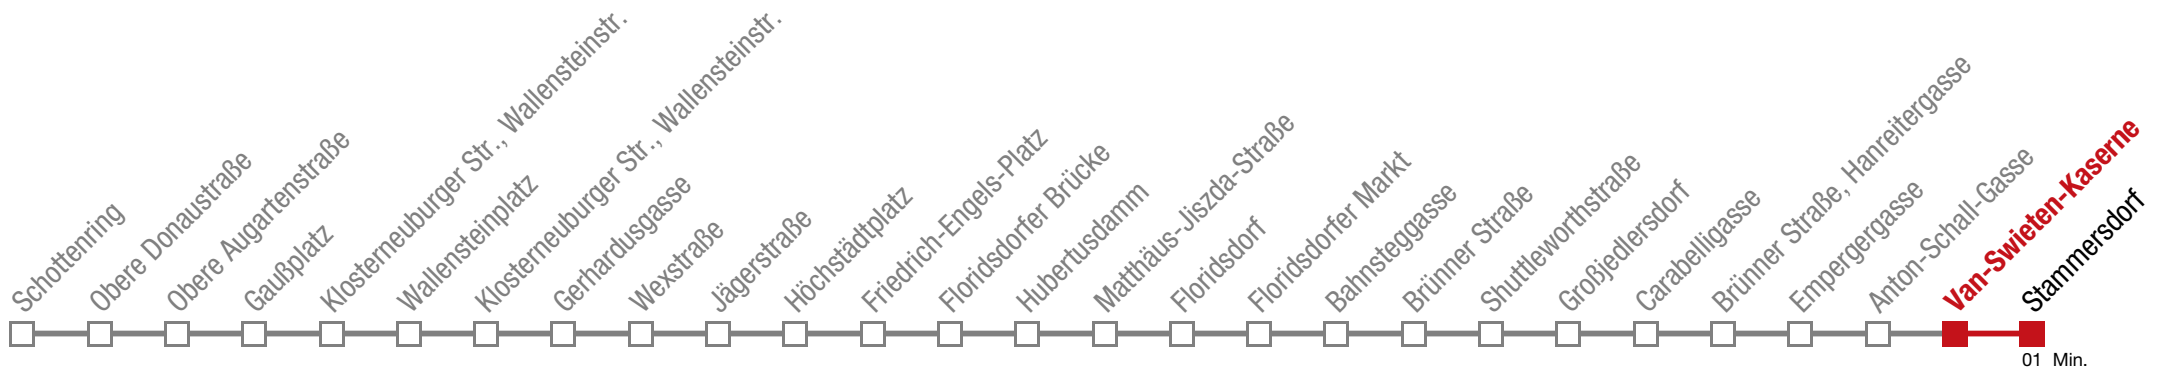 Schottenring
Obere Donaustraße
Obere Augartenstraße
Gaußplatz
Klosterneuburger Str., Wallensteinstr.
Wallensteinplatz
Klosterneuburger Str., Wallensteinstr.
Gerhardusgasse
Wexstraße
Jägerstraße
Höchstädtplatz
Friedrich-Engels-Platz
Floridsdorfer Brücke
Hubertusdamm
Matthäus-Jiszda-Straße
Floridsdorf
Floridsdorfer Markt
Bahnsteggasse
Brünner Straße
Shuttleworthstraße
Großjedlersdorf
Carabelligasse
Brünner Straße, Hanreitergasse
Empergergasse
Anton-Schall-Gasse
Van-Swieten-Kaserne
Stammersdorf
01 Min.